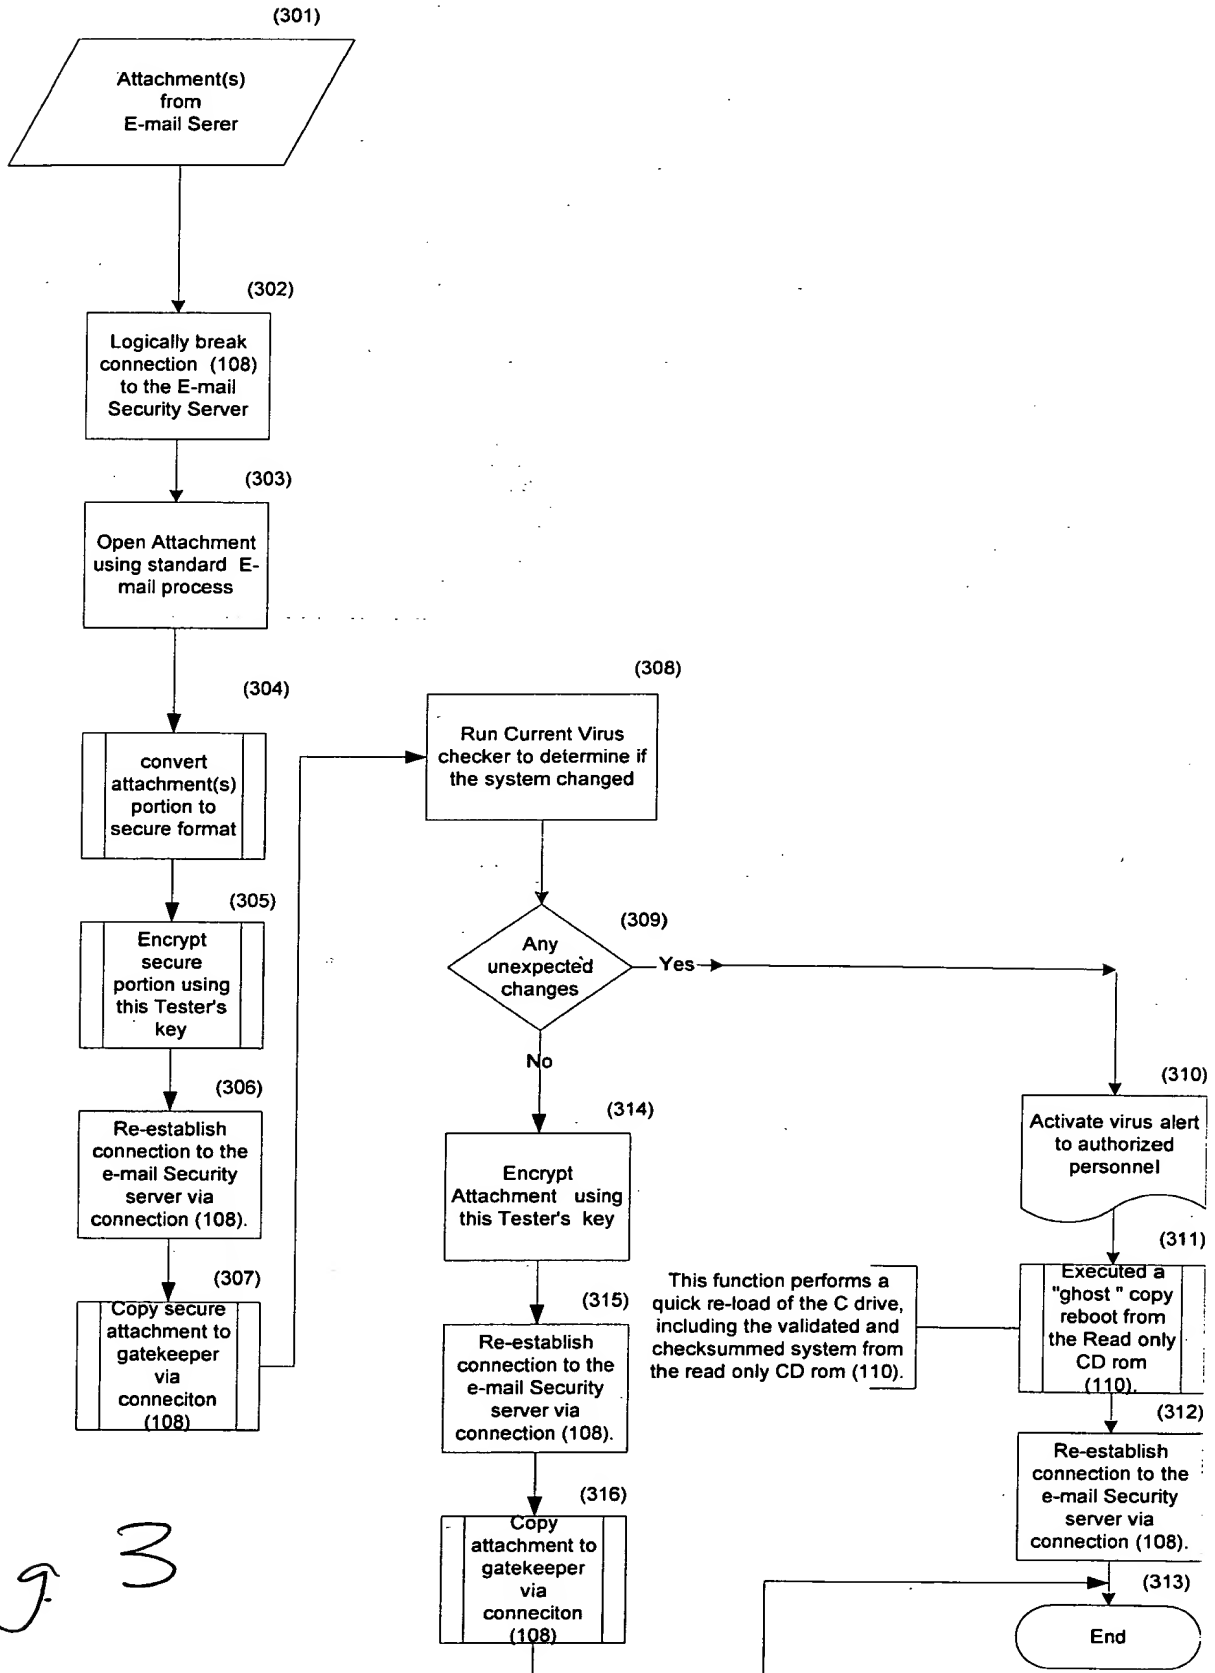 (301)
Attachment(s)
from
E-mail Serer
(302)
Logically break
connection (108)
to the E-mail
Security Server
(303)
Open Attachment
using standard E-
mail process
(304)
convert
attachment(s)
portion to
secure format
(305)
Encrypt
secure
portion using
this Tester's
key
(306)
Re-establish
connection to the
e-mail Security
server via
connection (108).
(307)
Copy secure
attachment to
gatekeeper
via
conneciton
(108)
(308)
Run Current Virus
checker to determine if
the system changed
(309)
Any
unexpected
changes
Yes
No
(310)
Activate virus alert
to authorized
personnel
(311)
Executed a
"ghost " copy
reboot from
the Read only
CD rom
(110).
This function performs a
quick re-load of the C drive,
including the validated and
checksummed system from
the read only CD rom (110).
(312)
Re-establish
connection to the
e-mail Security
server via
connection (108).
(313)
End
(314)
Encrypt
Attachment using
this Tester's key
(315)
Re-establish
connection to the
e-mail Security
server via
connection (108).
(316)
Copy
attachment to
gatekeeper
via
conneciton
(108)
g. 3